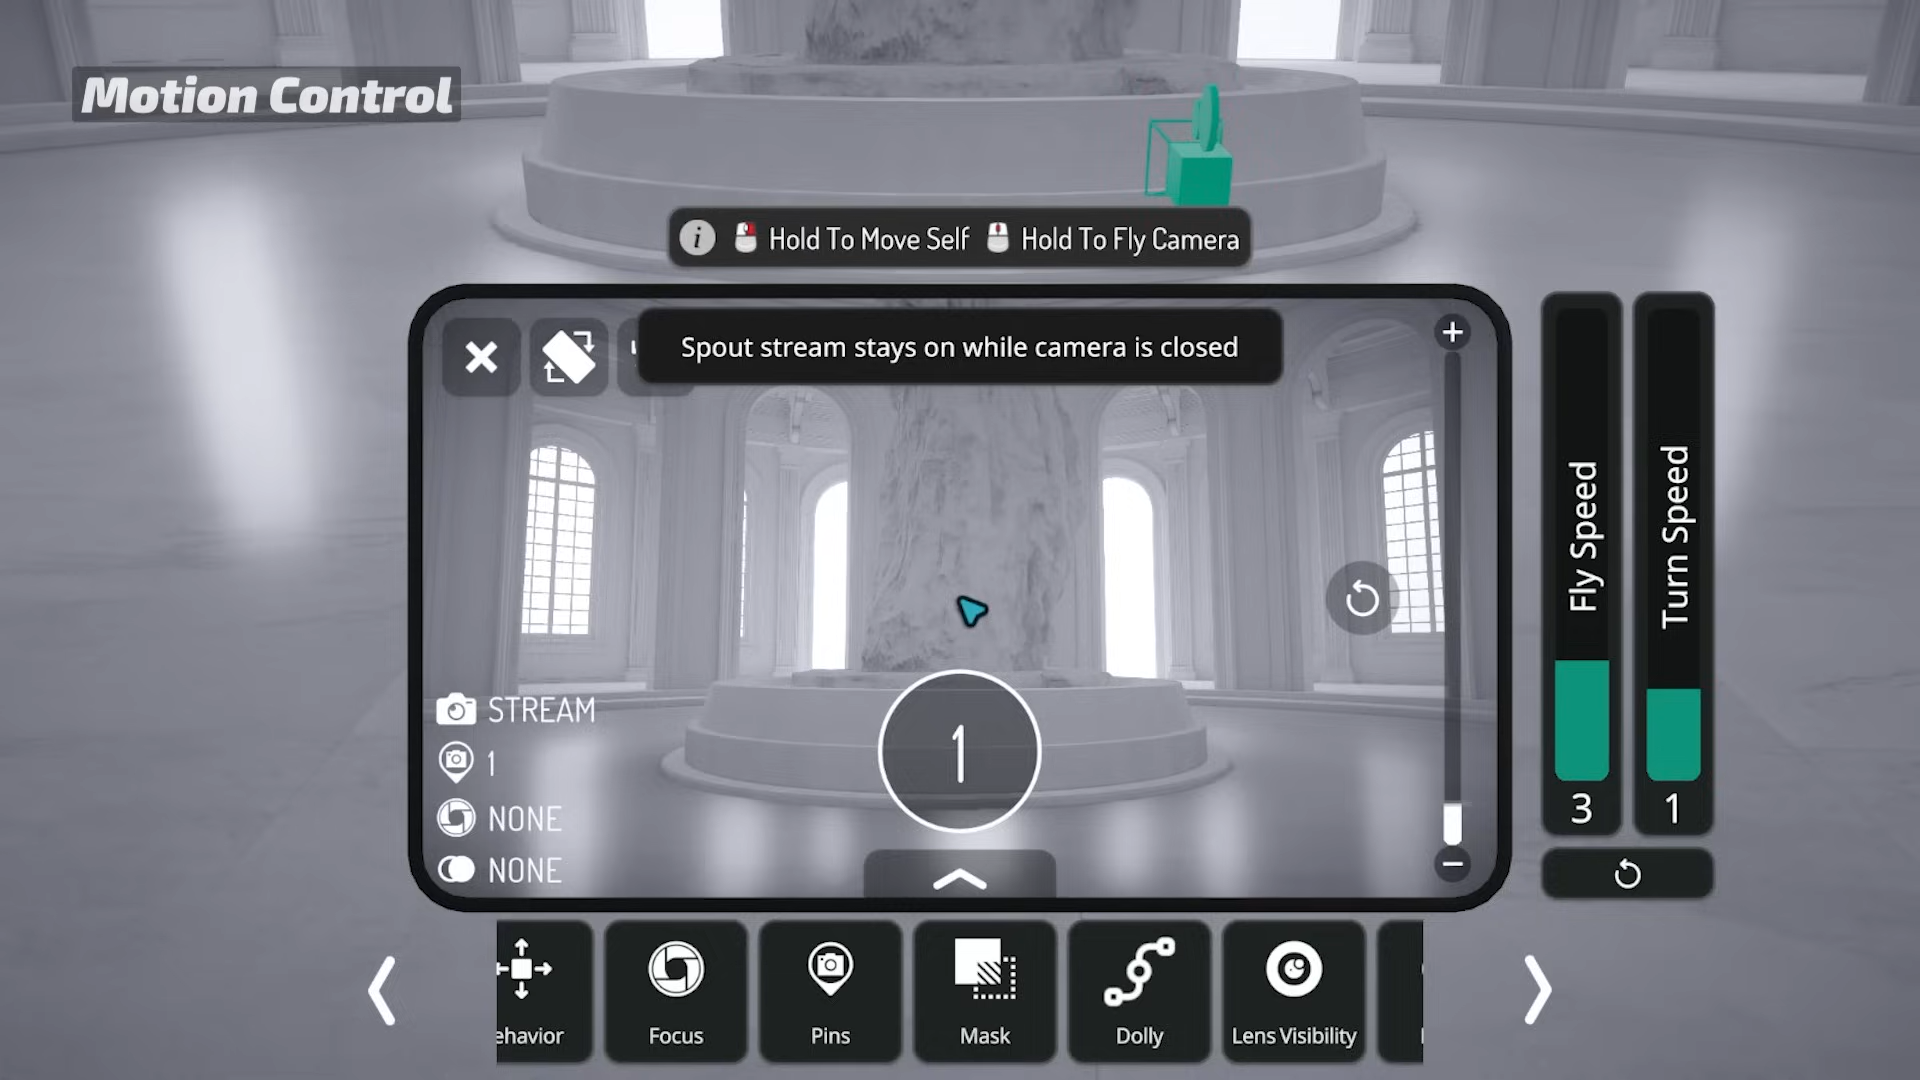 Motion Control
i Hold To Move Self Hold To Fly Camera
Spout stream stays on while camera is closed
STREAM
1
NONE
NONE
1
Fly Speed
3
Turn Speed
1
ehavior
Focus
Pins
Mask
Dolly
Lens Visibility